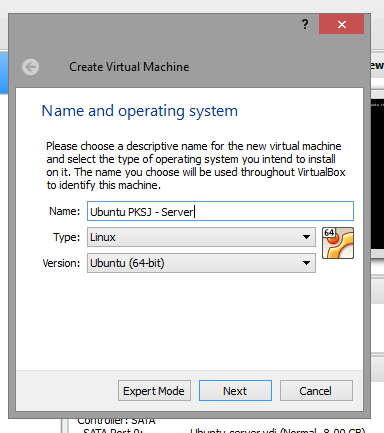 ?
Create Virtual Machine
Name and operating system
Please choose a descriptive name for the new virtual machine
and select the type of operating system you intend to install
on it. The name you choose will be used throughout VirtualBox
to identify this machine.
Name: Ubuntu PKSJ - Server
64
Type: Linux
Version: Ubuntu (64-bit)
Expert Mode Next Cancel
Controller: SATA
SATA Port 0: Ubuntu server.vdi (Normal, 8.00 GB)